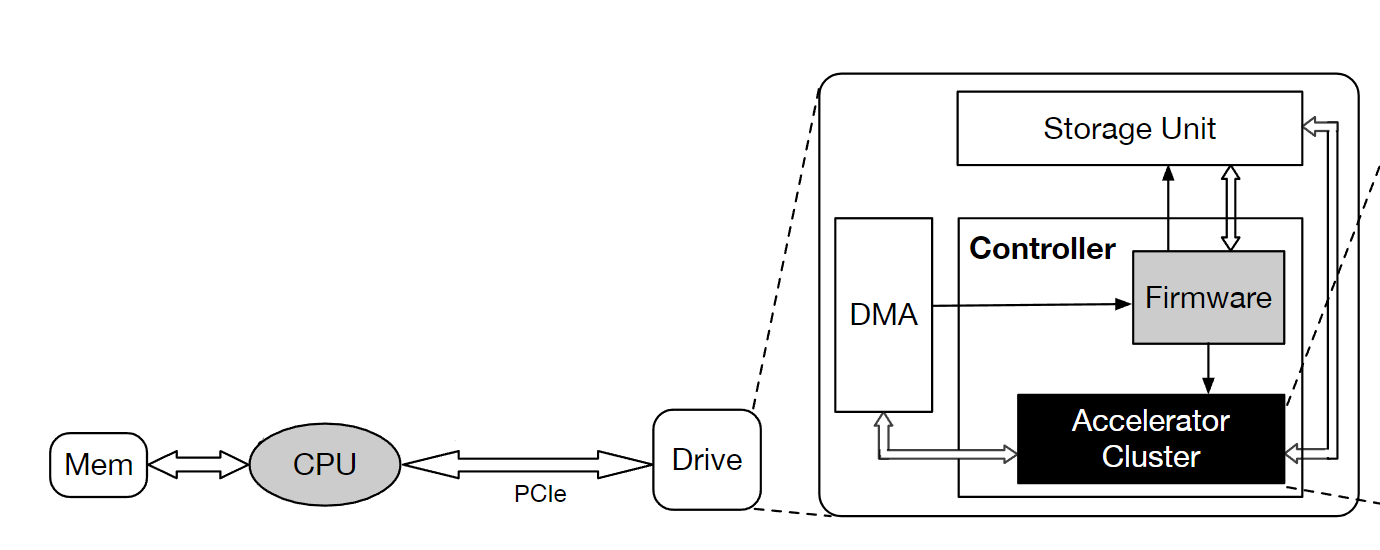 Storage Unit
Controller
Firmware
DMA
Accelerator
Cluster
Mem
CPU
PCIe
Drive